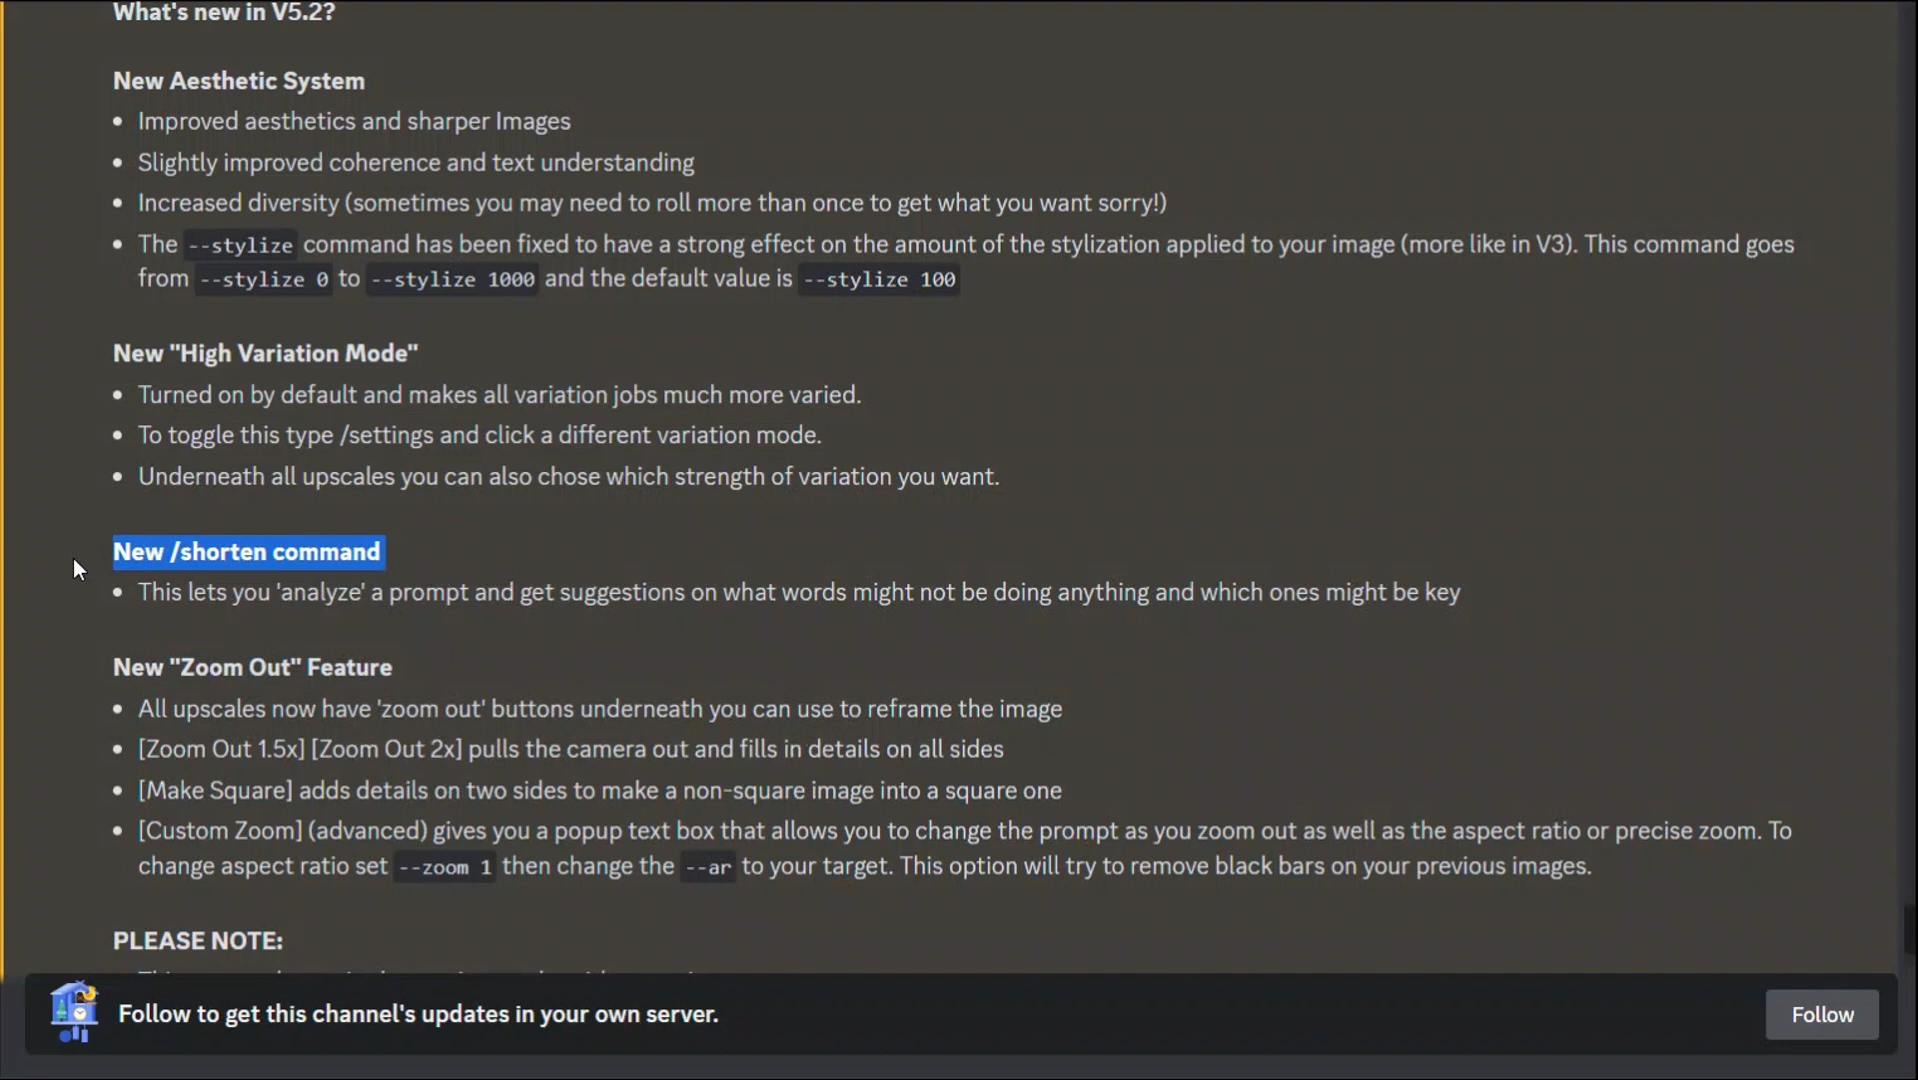 What's new in V5.2?
New Aesthetic System
• Improved aesthetics and sharper Images
• Slightly improved coherence and text understanding
• Increased diversity (sometimes you may need to roll more than once to get what you want sorry!)
• The --stylize command has been fixed to have a strong effect on the amount of the stylization applied to your image (more like in V3). This command goes
from --stylize 0 to --stylize 1000 and the default value is --stylize 100
New "High Variation Mode"
• Turned on by default and makes all variation jobs much more varied.
• To toggle this type /settings and click a different variation mode.
• Underneath all upscales you can also chose which strength of variation you want.
New /shorten command
• This lets you 'analyze' a prompt and get suggestions on what words might not be doing anything and which ones might be key
New "Zoom Out" Feature
• All upscales now have 'zoom out' buttons underneath you can use to reframe the image
• [Zoom Out 1.5x] [Zoom Out 2x] pulls the camera out and fills in details on all sides
• [Make Square] adds details on two sides to make a non-square image into a square one
• [Custom Zoom] (advanced) gives you a popup text box that allows you to change the prompt as you zoom out as well as the aspect ratio or precise zoom. To
change aspect ratio set --zoom 1 then change the --ar to your target. This option will try to remove black bars on your previous images.
PLEASE NOTE:
Follow to get this channel's updates in your own server.
Follow